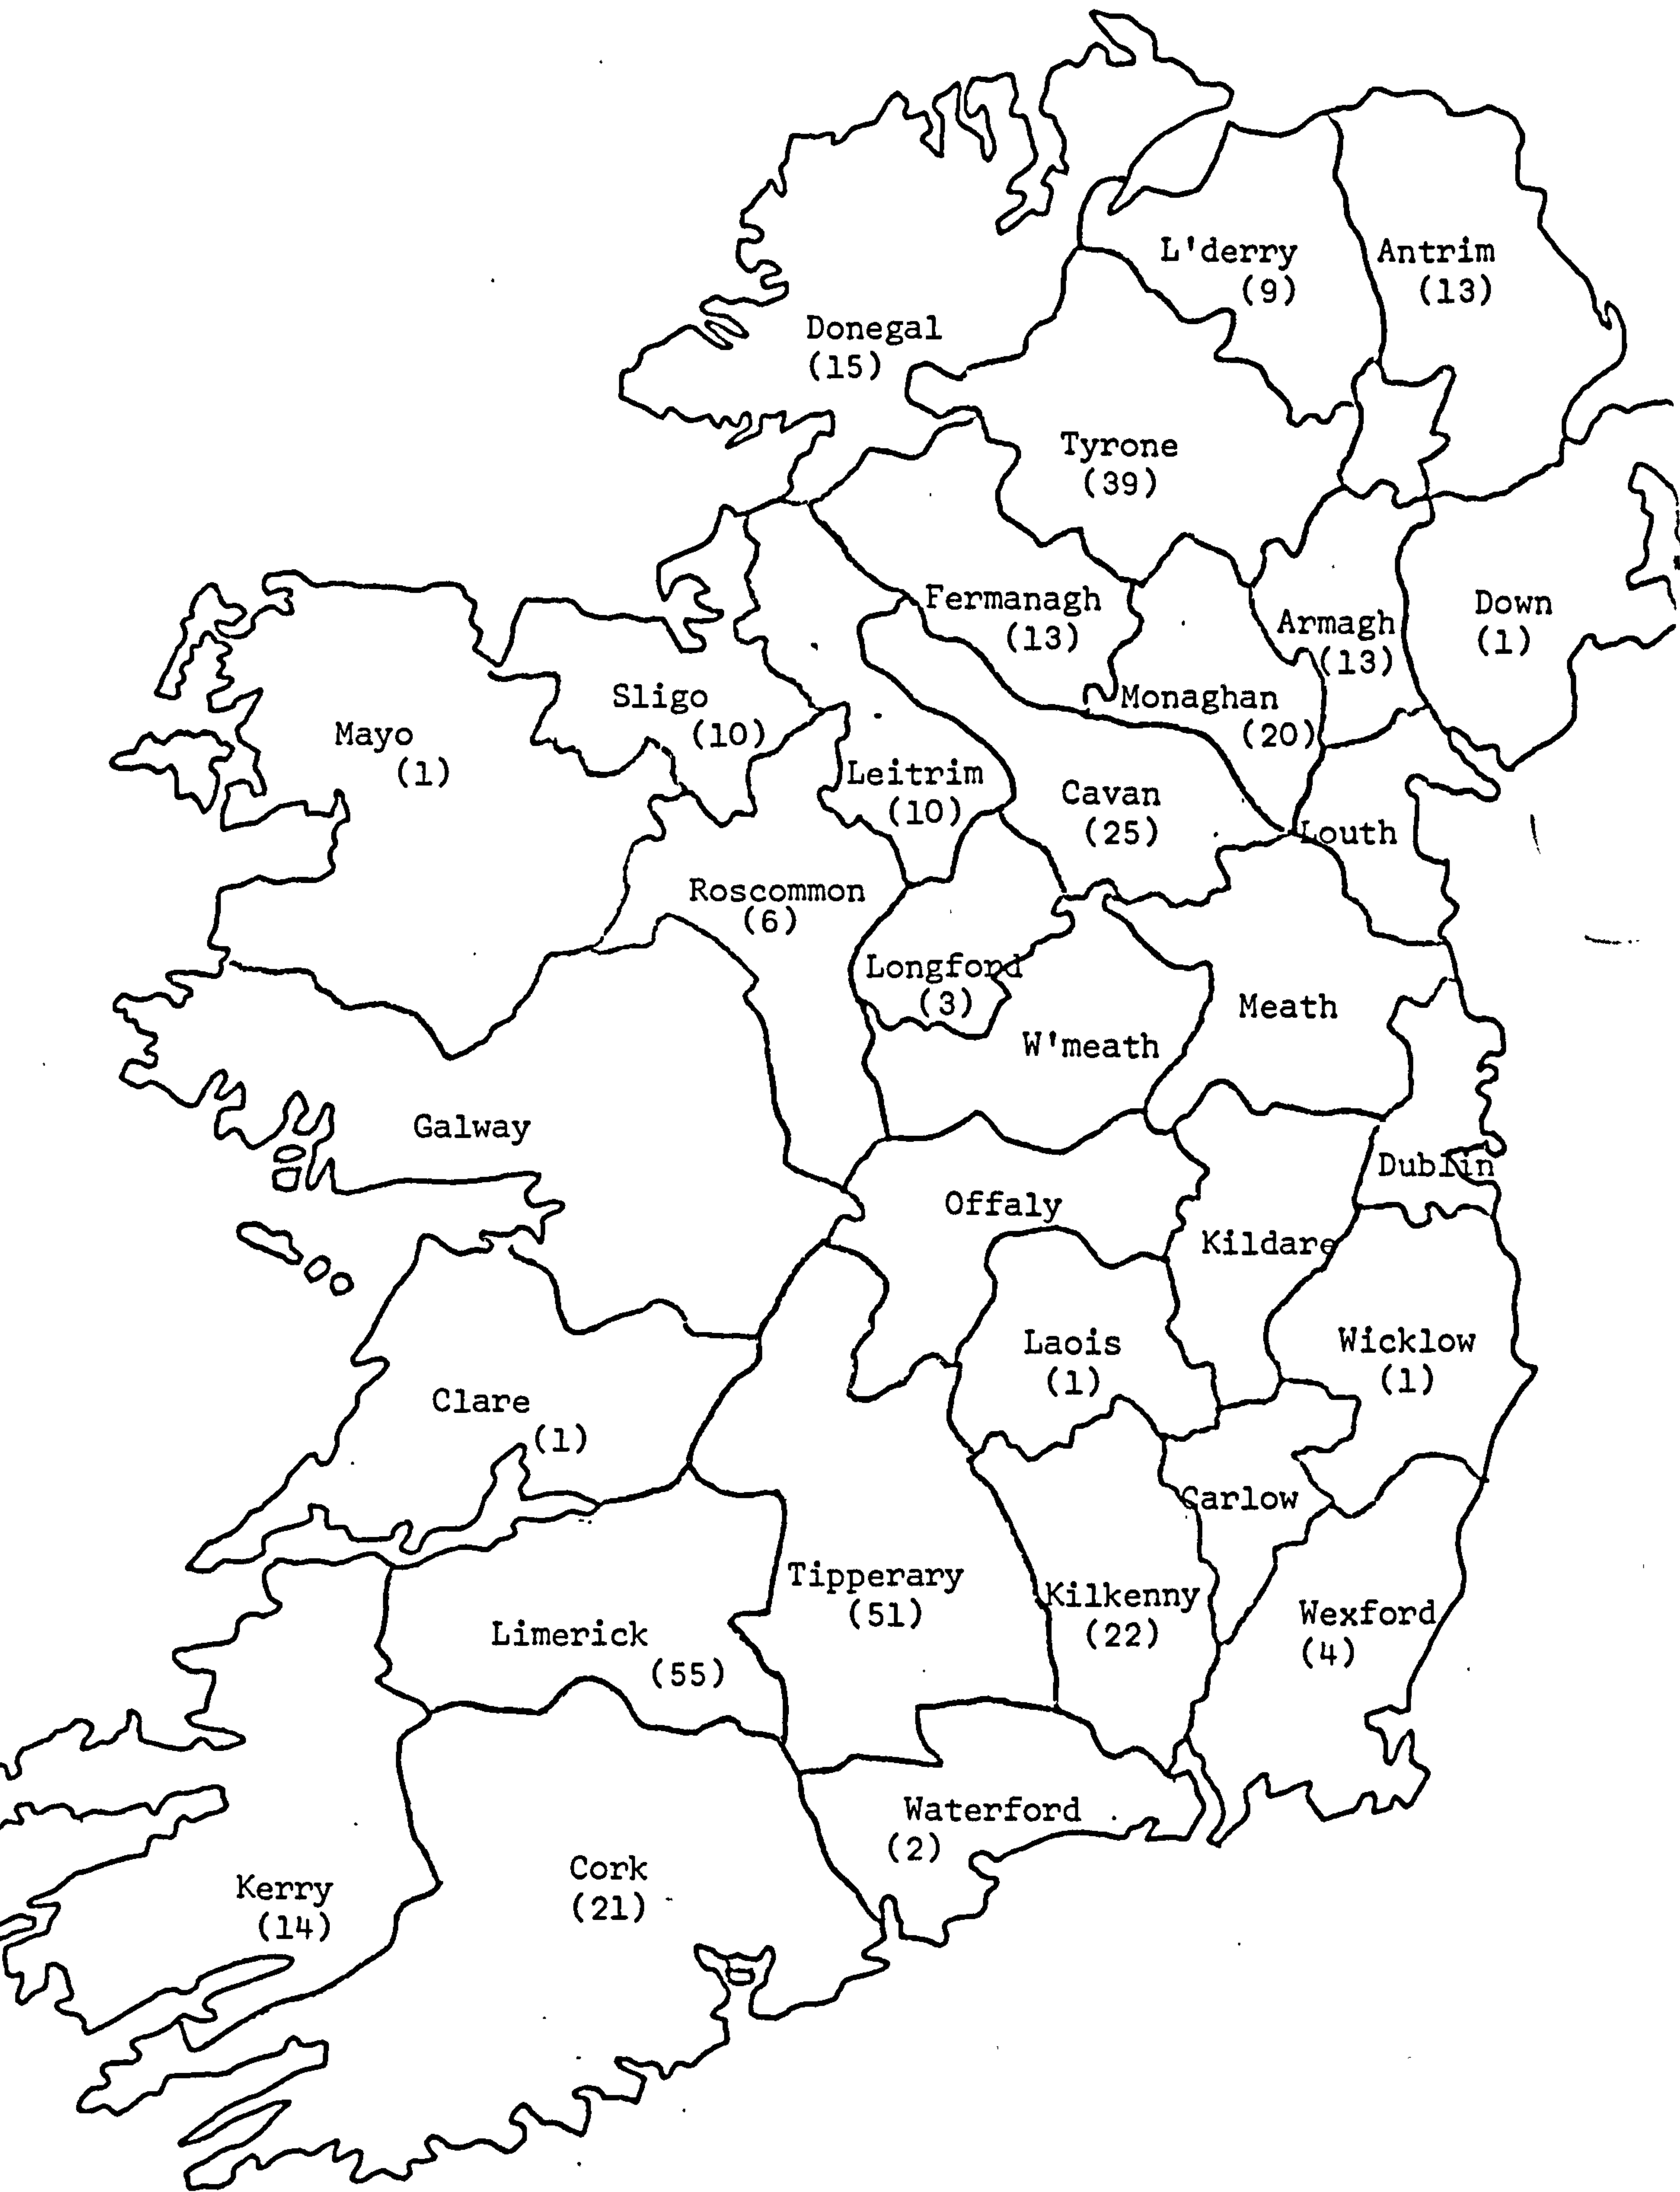 L'derry
(9)
Antrim
(13)
Donegal
(15)
Tyrone
(39)
Fermanagh
(13)
Armagh
(13)
Down
(1)
Monaghan
(20)
Sligo
(10)
Mayo
(1)
Leitrim
(10)
Cavan
(25)
Louth
Roscommon
(6)
Longford
(3)
W'meath
Meath
Galway
Dublin
Offaly
Kildare
Laois
(1)
Wicklow
(1)
Clare
(1)
Carlow
Tipperary
(51)
Kilkenny
(22)
Wexford
(4)
Limerick
(55)
Waterford
(2)
Cork
(21)
Kerry
(14)